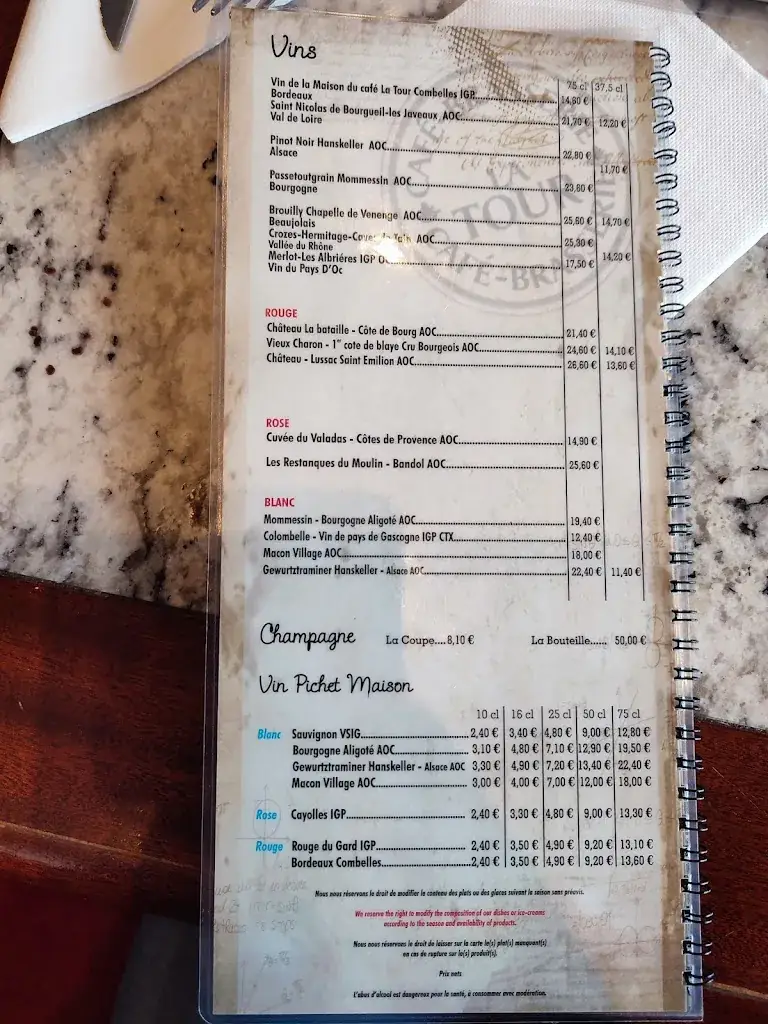 Vins
75 cl 37,5 cl
Vin de la Maison du café La Tour Combelles IGP 14,60 €
Bordeaux
Saint Nicolas de Bourgueil-les Javeaux AOC 21,70 € 12,20 €
Val de Loire
Pinot Noir Hanskeller AOC 22,80 € 11,70 €
Alsace
Passetoutgrain Mommessin AOC 23,60 €
Bourgogne
Brouilly Chapelle de Venenge AOC 25,60 € 14,70 €
Beaujolais
Crozes-Hermitage- AOC 25,30 € 14,20 €
Vallée du Rhône
Merlot-Les Albriéres IGP 17,50 €
Vin du Pays D'Oc
ROUGE
Château La bataille - Côte de Bourg AOC 21,40 €
Vieux Charon - 1er cote de blaye Cru Bourgeois AOC 24,60 € 14,10 €
Château - Lussac Saint Emilion AOC 26,60 € 13,60 €
ROSE
Cuvée du Valadas - Côtes de Provence AOC 14,90 €
Les Restanques du Moulin - Bandol AOC 25,60 €
BLANC
Mommessin - Bourgogne Aligoté AOC 19,40 €
Colombelle - Vin de pays de Gascogne IGP CTX 12,40 €
Macon Village AOC 18,00 €
Gewurtztraminer Hanskeller - Alsace AOC 22,40 € 11,40 €
Champagne La Coupe....8,10 € La Bouteille...... 50,00 €
Vin Pichet Maison
10 cl 16 cl 25 cl 50 cl 75 cl
Blanc Sauvignon VSIG 2,40 € 3,40 € 4,80 € 9,00 € 12,80 €
Bourgogne Aligoté AOC 3,10 € 4,80 € 7,10 € 12,90 € 19,50 €
Gewurtztraminer Hanskeller - Alsace AOC 3,30 € 4,90 € 7,20 € 13,40 € 22,40 €
Macon Village AOC 3,00 € 4,00 € 7,00 € 12,00 € 18,00 €
Rose Cayolles IGP 2,40 € 3,30 € 4,80 € 9,00 € 13,30 €
Rouge Rouge du Gard IGP 2,40 € 3,50 € 4,90 € 9,20 € 13,10 €
Bordeaux Combelles 2,40 € 3,50 € 4,90 € 9,20 € 13,60 €
Nous nous réservons le droit de modifier le contenu des plats ou des glaces suivant la saison sans préavis.
We reserve the right to modify the composition of our dishes or ice-creams
according to the season and availability of products.
Nous nous réservons le droit de laisser sur la carte le(s) plat(s) manquant(s)
en cas de rupture sur le(s) produit(s).
Prix nets
L'abus d'alcool est dangereux pour la santé, à consommer avec modération.